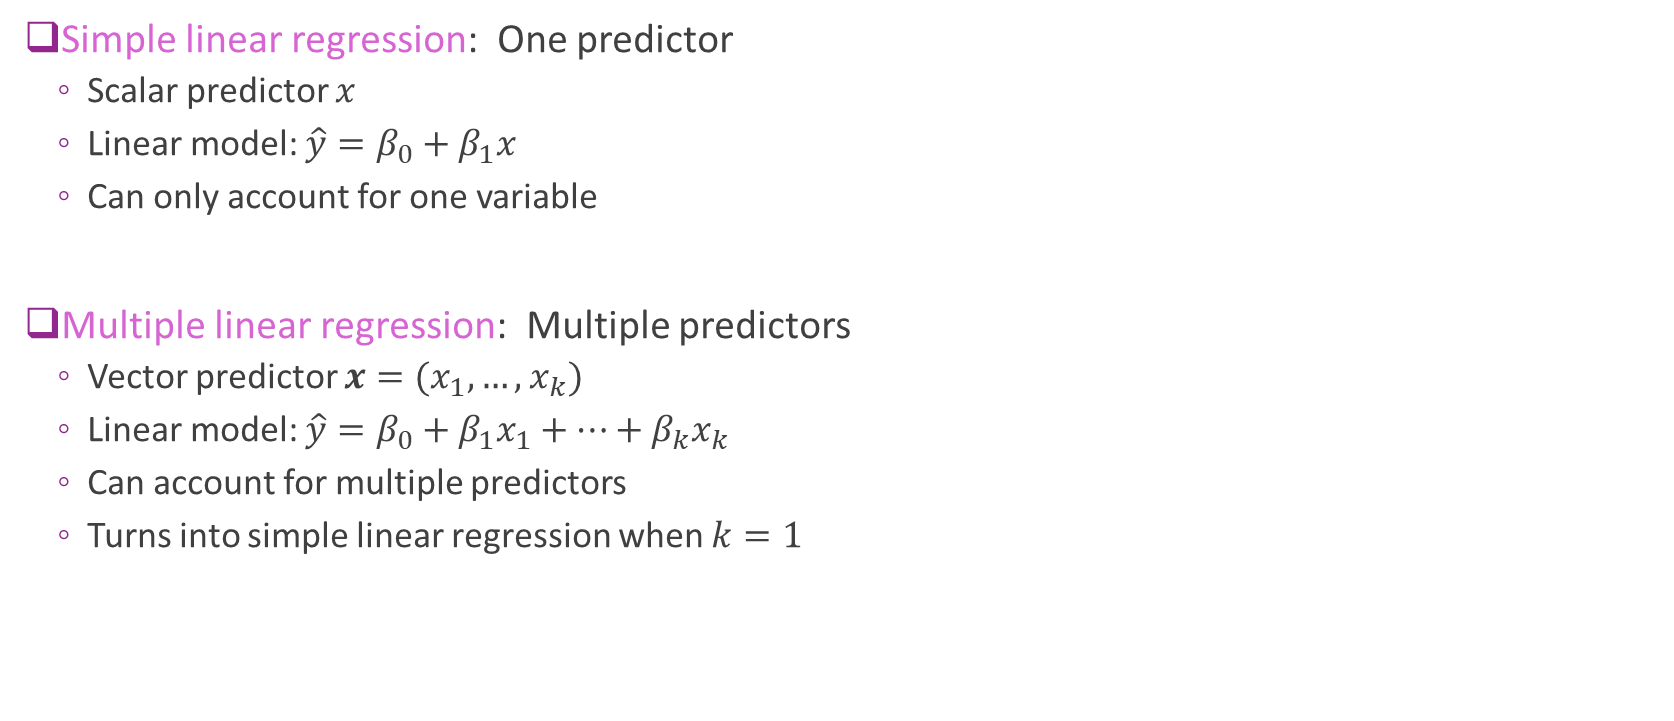 ❑Simple linear regression: One predictor
◦ Scalar predictor x
◦ Linear model: ŷ = β₀ + β₁x
◦ Can only account for one variable
❑Multiple linear regression: Multiple predictors
◦ Vector predictor 𝒙 = (x₁, … , xₖ)
◦ Linear model: ŷ = β₀ + β₁x₁ + ⋯ + βₖxₖ
◦ Can account for multiple predictors
◦ Turns into simple linear regression when k = 1